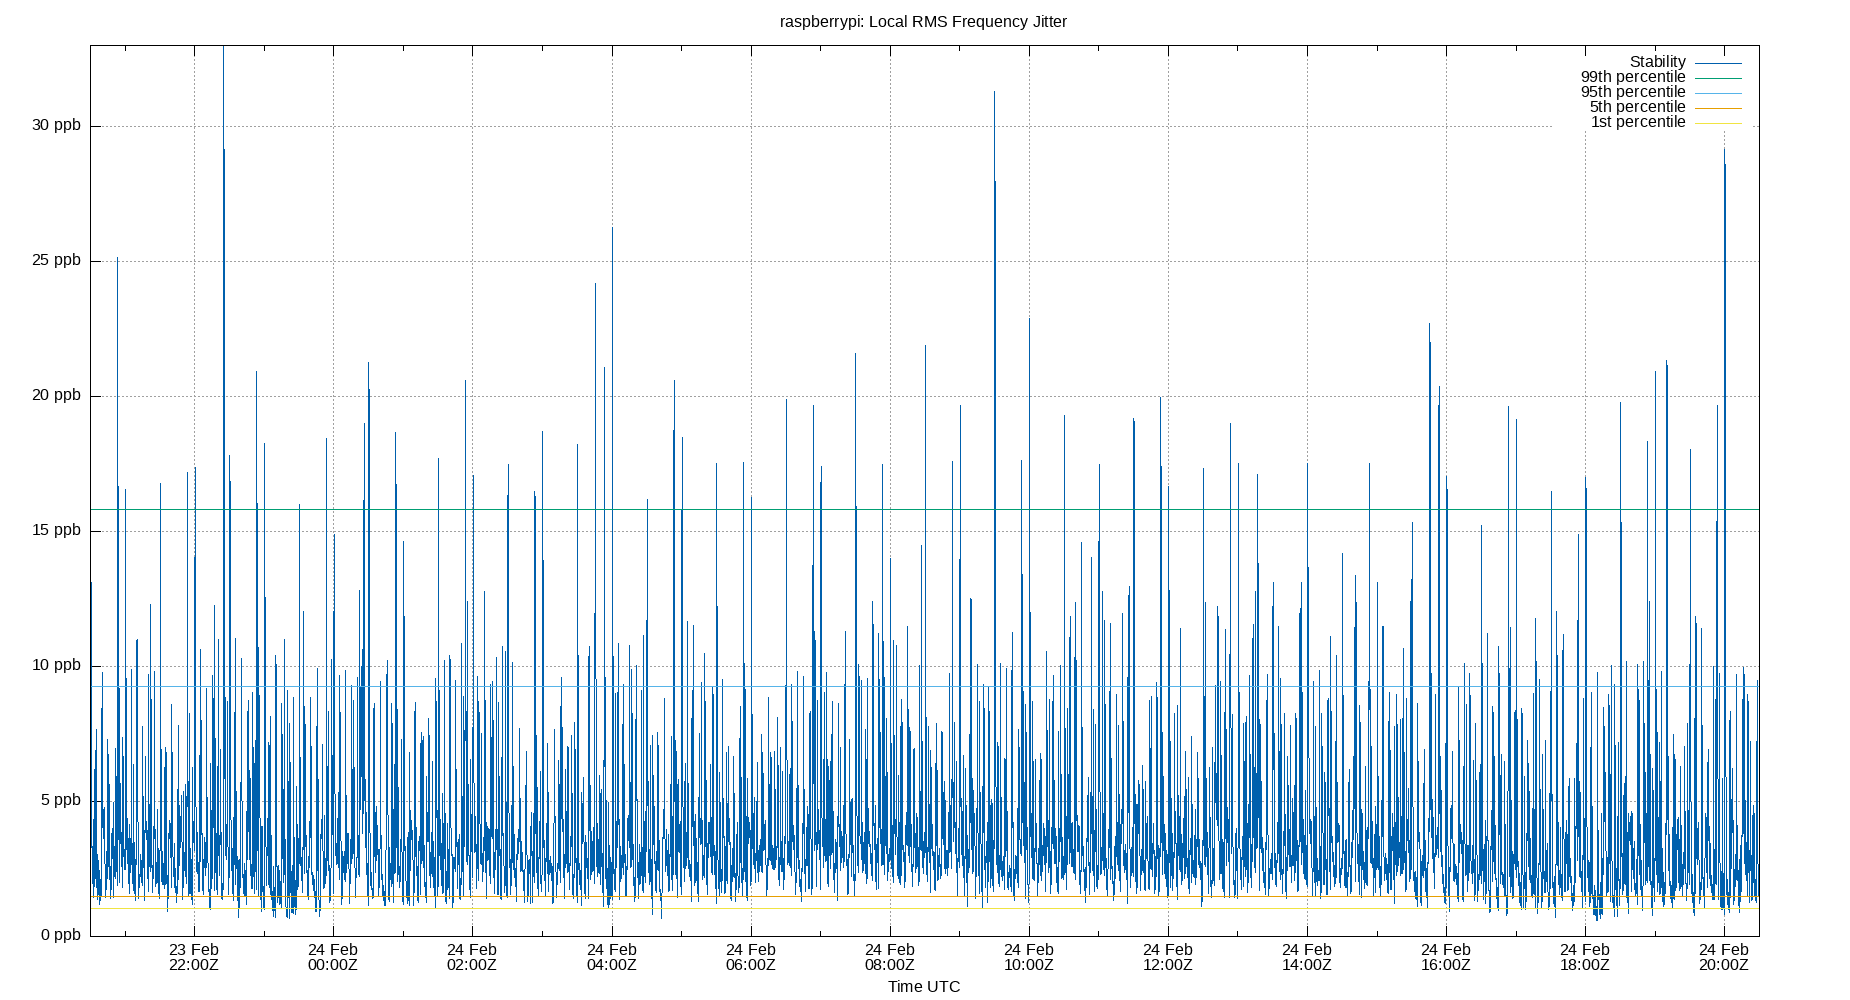 raspberrypi: Local RMS Frequency Jitter
Stability
99th percentile
95th percentile
5th percentile
1st percentile
30 ppb
25 ppb
20 ppb
15 ppb
10 ppb
5 ppb
0 ppb
23 Feb 24 Feb 24 Feb 24 Feb 24 Feb 24 Feb 24 Feb 24 Feb 24 Feb 24 Feb 24 Feb 24 Feb
22:00Z 00:00Z 02:00Z 04:00Z 06:00Z 08:00Z 10:00Z 12:00Z 14:00Z 16:00Z 18:00Z 20:00Z
Time UTC